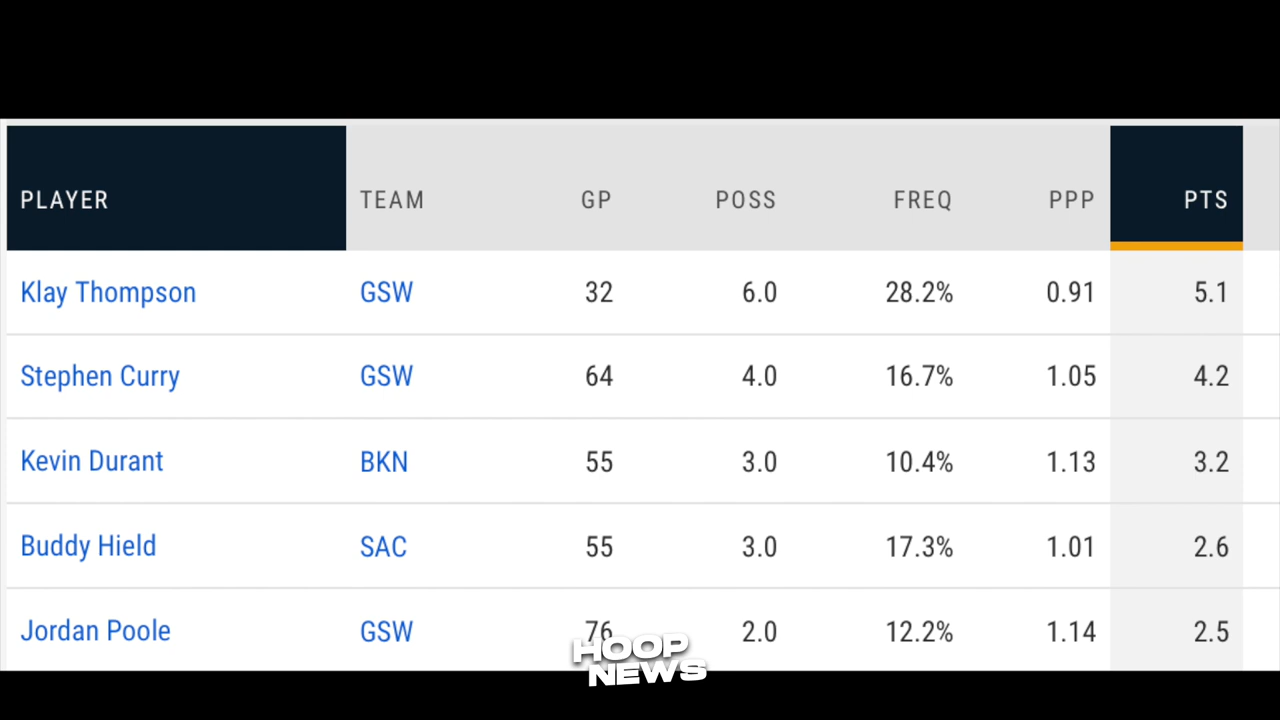 PLAYER TEAM GP POSS FREQ PPP PTS
Klay Thompson GSW 32 6.0 28.2% 0.91 5.1
Stephen Curry GSW 64 4.0 16.7% 1.05 4.2
Kevin Durant BKN 55 3.0 10.4% 1.13 3.2
Buddy Hield SAC 55 3.0 17.3% 1.01 2.6
Jordan Poole GSW 76 2.0 12.2% 1.14 2.5
HOOP
NEWS